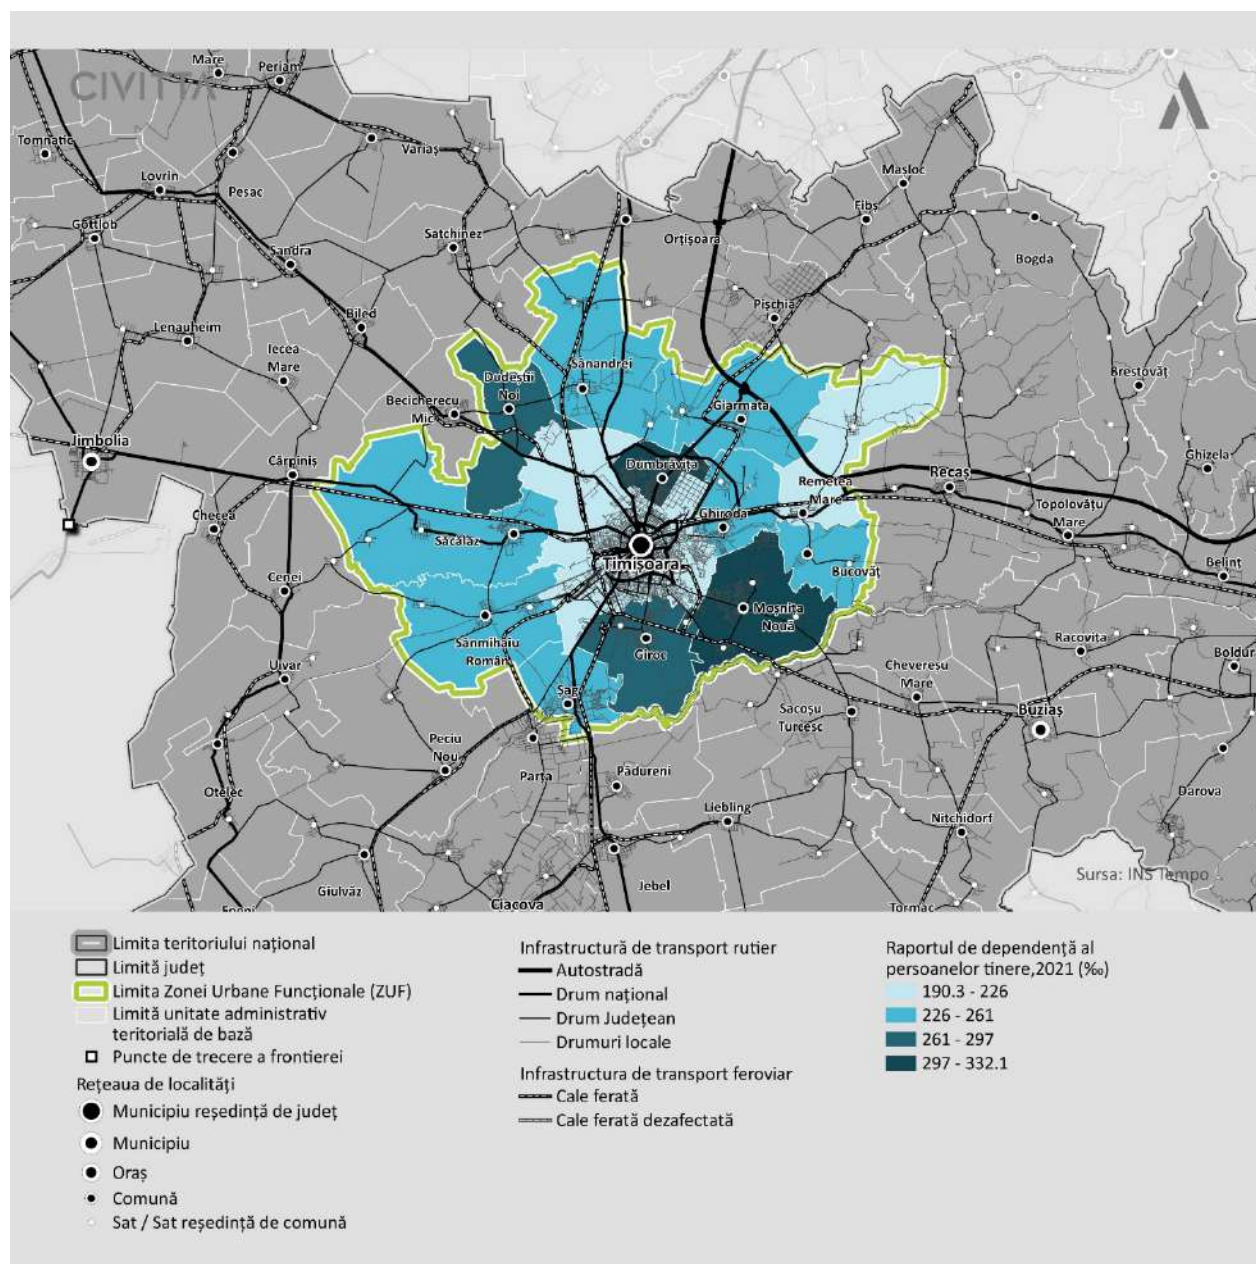 CIVITTA
Mare
Periam
Tomnatic
Variaș
Lovrin
Pesac
Masloc
Fibș
Gottlob
Satchinez
Orțișoara
Sandra
Bogda
Pischia
Biled
Lenauheim
Iecea
Mare
Sânandrei
Dudeștii
Noi
Brestovăț
Becicherecu
Mic
Giarmata
Jimbolia
Cărpiniș
Dumbrăvița
Remetea
Mare
Recaș
Ghizela
Topolovățu
Mare
Checea
Ghiroda
Săcălaz
Timișoara
Belinț
Cenei
Bucovăț
Moșnița
Nouă
Sânmihaiu
Român
Giroc
Racovița
Boldur
Uivar
Cheveresu
Mare
Șag
Sacoșu
Turcesc
Buziaș
Peciu
Nou
Parța
Pădureni
Otelec
Darova
Liebling
Nițchidorf
Sursa: INS Tempo
Giulvăz
Jebel
Ciacova
Tormac
Limita teritoriului național
Limită județ
Limita Zonei Urbane Funcționale (ZUF)
Limită unitate administrativ
teritorială de bază
Puncte de trecere a frontierei
Rețeaua de localități
Municipiu reședință de județ
Municipiu
Oraș
Comună
Sat / Sat reședință de comună
Infrastructură de transport rutier
Autostradă
Drum național
Drum Județean
Drumuri locale
Infrastructura de transport feroviar
Cale ferată
Cale ferată dezafectată
Raportul de dependență al
persoanelor tinere,2021 (‰)
190.3 - 226
226 - 261
261 - 297
297 - 332.1